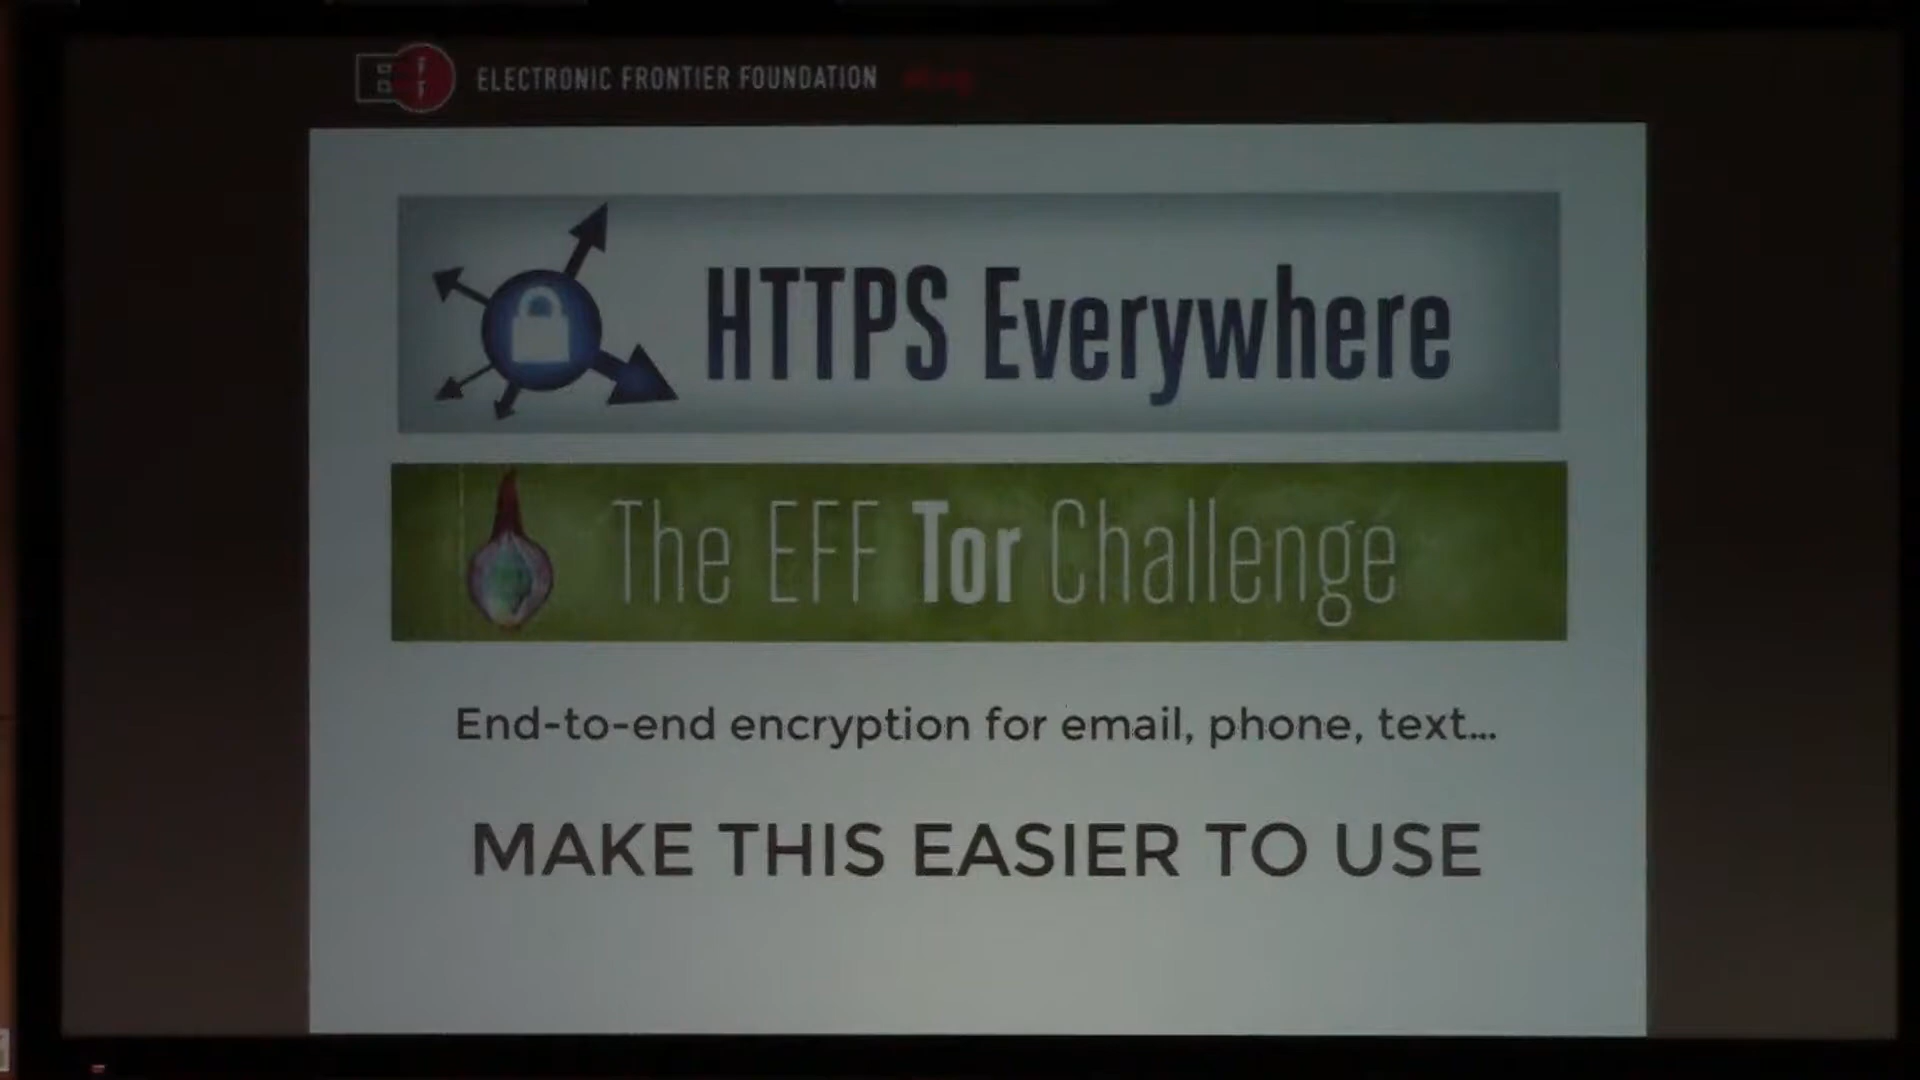 ELECTRONIC FRONTIER FOUNDATION
HTTPS Everywhere
The EFF Tor Challenge
End-to-end encryption for email, phone, text...
MAKE THIS EASIER TO USE